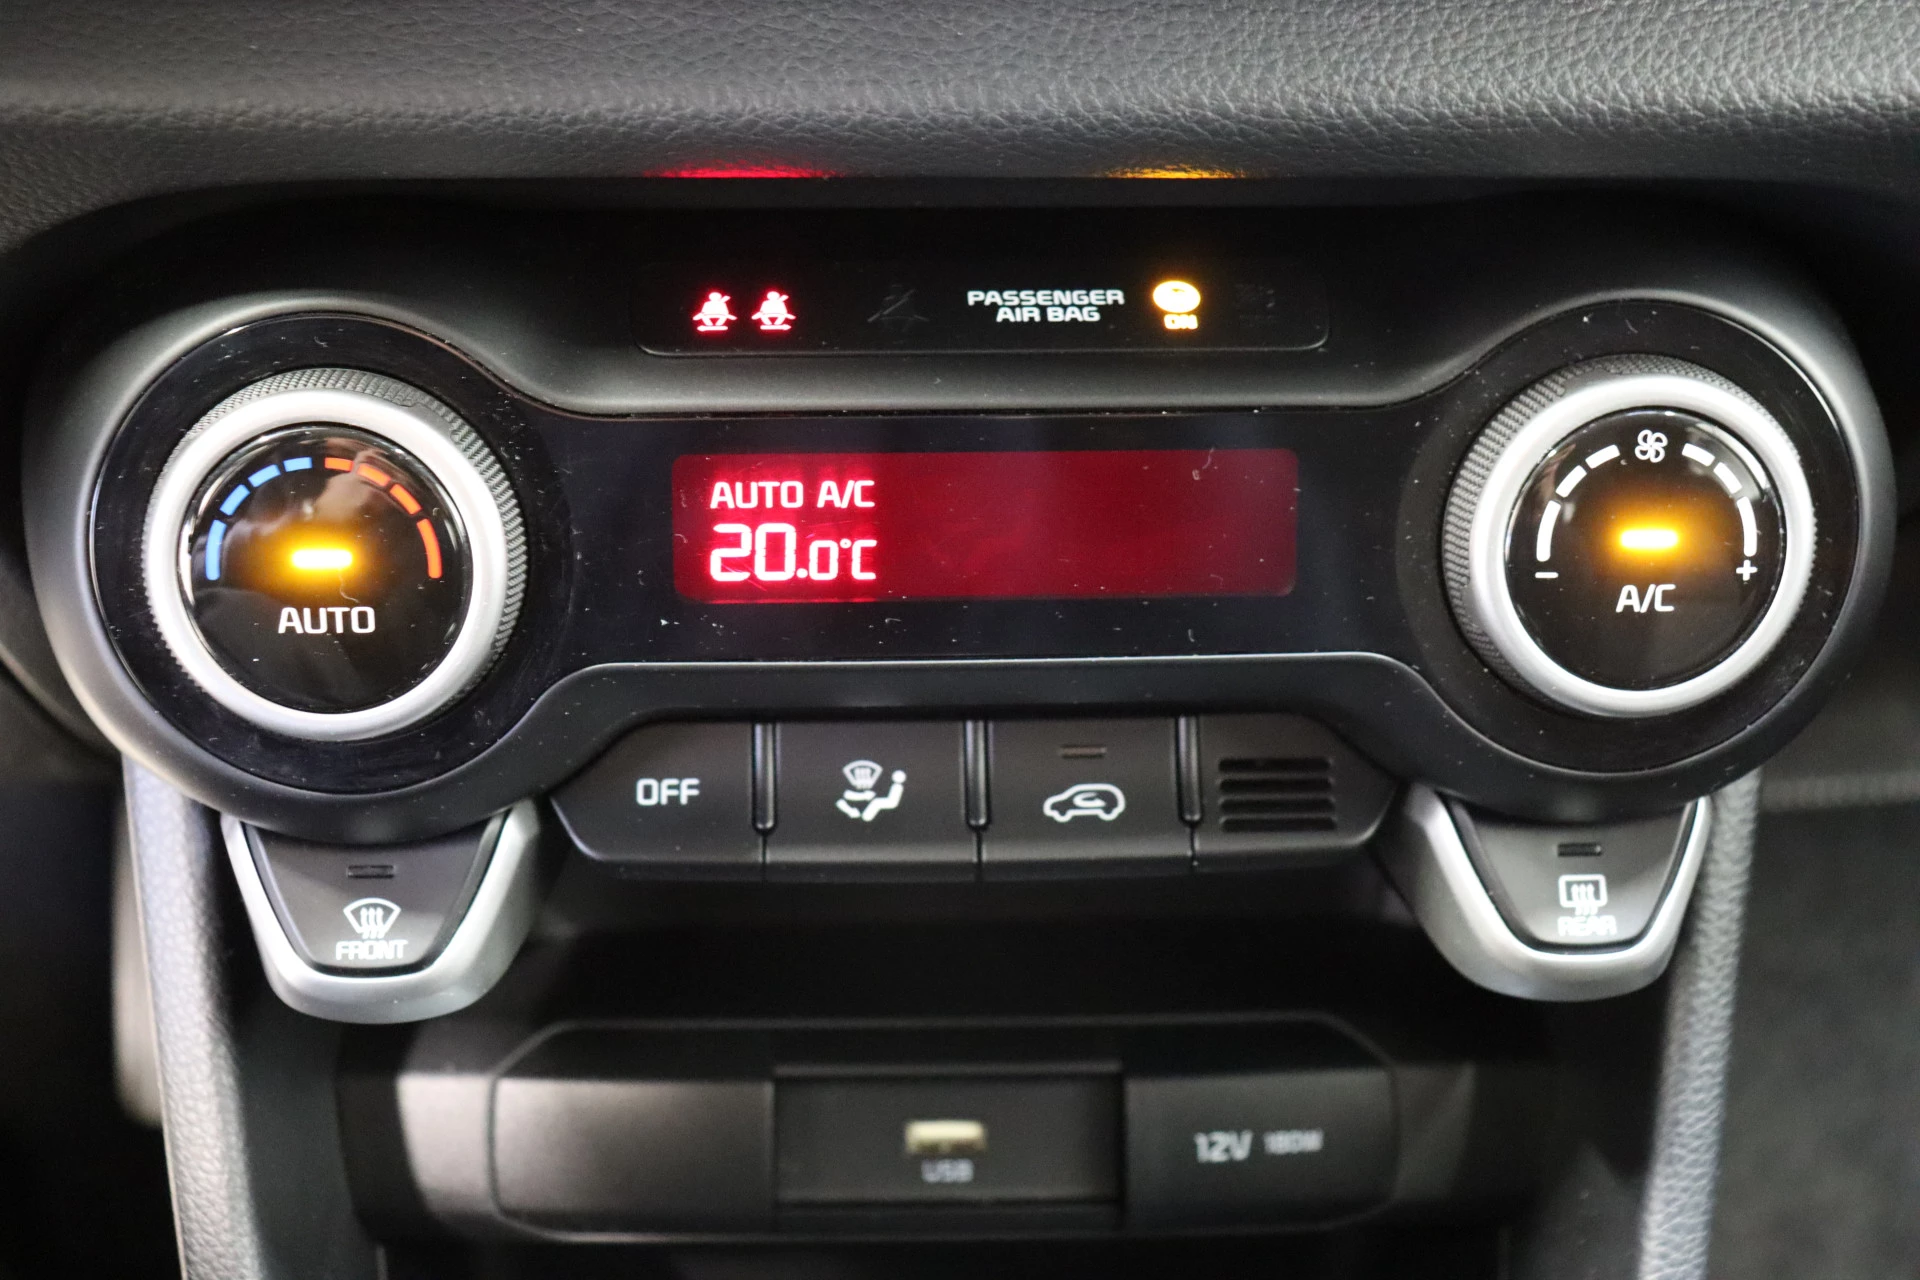 PASSENGER
AIR BAG
ON
AUTO A/C
20.0°C
AUTO
- +
A/C
OFF
FRONT
REAR
USB
12V 180W